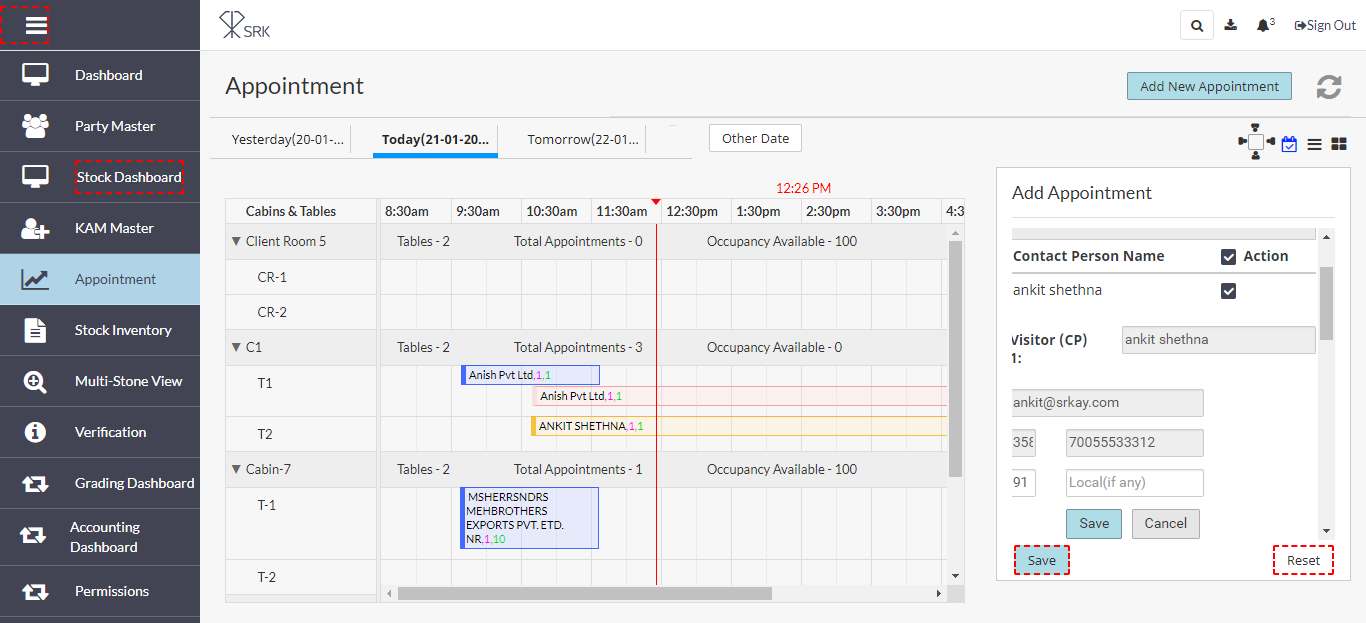 SRK
3
Sign Out
Dashboard
Party Master
Stock Dashboard
KAM Master
Appointment
Stock Inventory
Multi-Stone View
Verification
Grading Dashboard
Accounting
Dashboard
Permissions
Appointment
Add New Appointment
Yesterday(20-01-...
Today(21-01-20...
Tomorrow(22-01...
Other Date
12:26 PM
Cabins & Tables
8:30am 9:30am 10:30am 11:30am 12:30pm 1:30pm 2:30pm 3:30pm 4:3
Client Room 5 Tables - 2 Total Appointments - 0 Occupancy Available - 100
CR-1
CR-2
C1 Tables - 2 Total Appointments - 3 Occupancy Available - 0
T1
Anish Pvt Ltd,1,1
Anish Pvt Ltd,1,1
T2
ANKIT SHETHNA,1,1
Cabin-7 Tables - 2 Total Appointments - 1 Occupancy Available - 100
T-1
MSHERRSNDRS
MEHBROTHERS
EXPORTS PVT. ETD.
NR,1,10
T-2
Add Appointment
Contact Person Name Action
ankit shethna
Visitor (CP)
1:
ankit shethna
ankit@srkay.com
358 70055533312
91 Local(if any)
Save Cancel
Save Reset